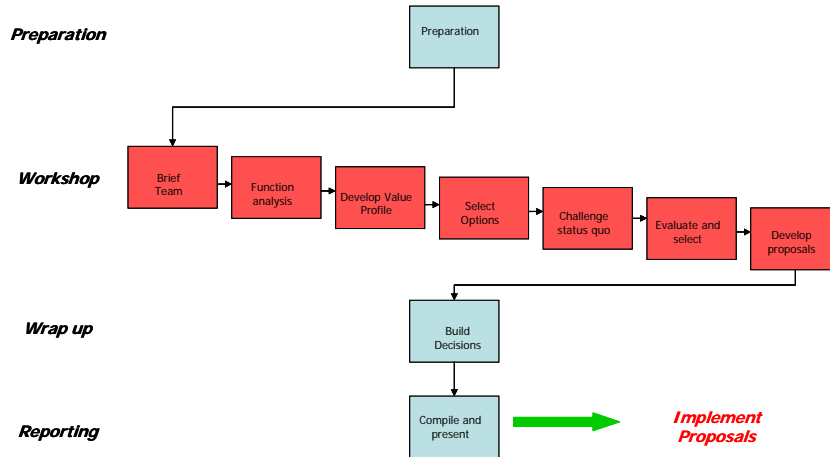 Preparation
Preparation
Workshop
Brief
Team
Function
analysis
Develop Value
Profile
Select
Options
Challenge
status quo
Evaluate and
select
Develop
proposals
Wrap up
Build
Decisions
Reporting
Compile and
present
Implement
Proposals